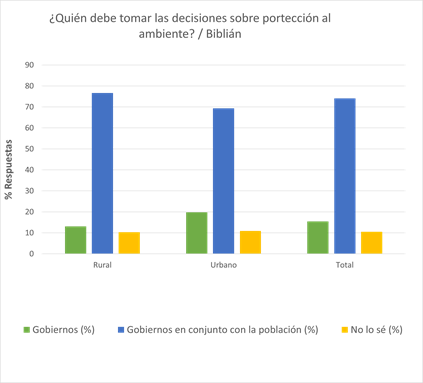 ¿Quién debe tomar las decisiones sobre portección al
ambiente? / Biblián
% Respuestas
90
80
70
60
50
40
30
20
10
0
Rural Urbano Total
Gobiernos (%) Gobiernos en conjunto con la población (%) No lo sé (%)